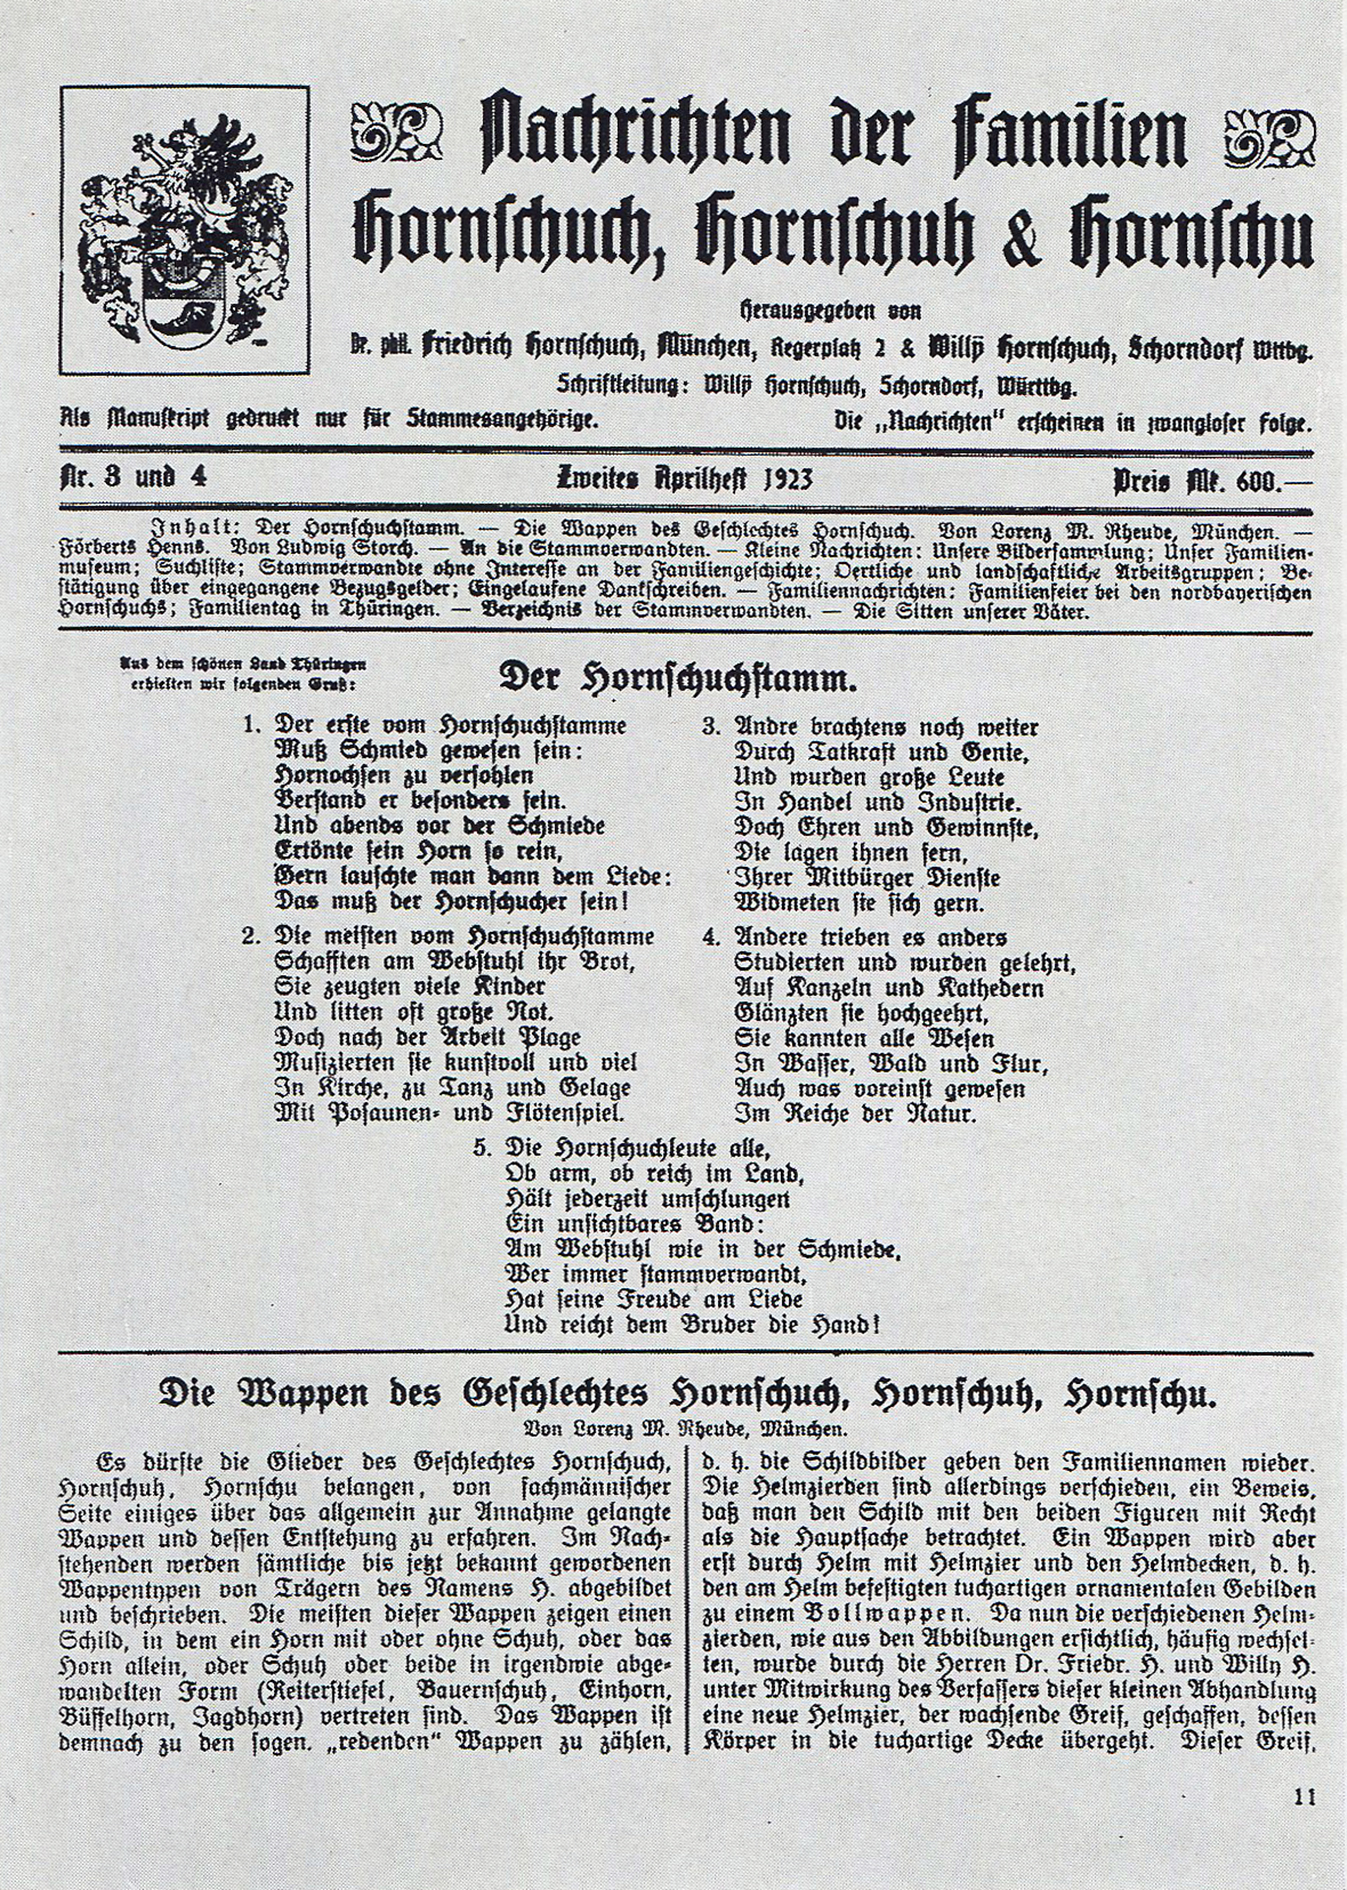 Nachrichten der Familien
Hornschuch, Hornschuh & Hornschu
Herausgegeben von
Dr. phil. Friedrich Hornschuch, München, Regerplatz 2 & Willy Hornschuch, Schorndorf Wttbg.
Schriftleitung: Willy Hornschuch, Schorndorf, Württbg.
Als Manuskript gedruckt nur für Stammesangehörige.
Die „Nachrichten“ erscheinen in zwangloser Folge.
Nr. 3 und 4
Zweites Aprilheft 1923
Preis Mk. 600.—
Inhalt: Der Hornschuchstamm. — Die Wappen des Geschlechtes Hornschuch. Von Lorenz M. Rheude, München. —
Förberts Henns. Von Ludwig Storch. — An die Stammverwandten. — Kleine Nachrichten: Unsere Bildersammlung; Unser Familien-
museum; Suchliste; Stammverwandte ohne Interesse an der Familiengeschichte; Oertliche und landschaftliche Arbeitsgruppen; Be-
stätigung über eingegangene Bezugsgelder; Eingelaufene Dankschreiben. — Familiennachrichten: Familienfeier bei den nordbayerischen
Hornschuchs; Familientag in Thüringen. — Verzeichnis der Stammverwandten. — Die Sitten unserer Väter.
Aus dem schönen Land Thüringen
erhielten wir folgenden Gruß:
Der Hornschuchstamm.
1. Der erste vom Hornschuchstamme
Muß Schmied gewesen sein:
Hornochsen zu versohlen
Verstand er besonders fein.
Und abends vor der Schmiede
Ertönte sein Horn so rein,
Gern lauschte man dann dem Liede:
Das muß der Hornschucher sein!
2. Die meisten vom Hornschuchstamme
Schafften am Webstuhl ihr Brot,
Sie zeugten viele Kinder
Und litten oft große Not.
Doch nach der Arbeit Plage
Musizierten sie kunstvoll und viel
In Kirche, zu Tanz und Gelage
Mit Posaunen- und Flötenspiel.
3. Andre brachtens noch weiter
Durch Tatkraft und Genie,
Und wurden große Leute
In Handel und Industrie.
Doch Ehren und Gewinnste,
Die lagen ihnen fern,
Ihrer Mitbürger Dienste
Widmeten sie sich gern.
4. Andere trieben es anders
Studierten und wurden gelehrt,
Auf Kanzeln und Kathedern
Glänzten sie hochgeehrt,
Sie kannten alle Wesen
In Wasser, Wald und Flur,
Auch was voreinst gewesen
Im Reiche der Natur.
5. Die Hornschuchleute alle,
Ob arm, ob reich im Land,
Hält jederzeit umschlungen
Ein unsichtbares Band:
Am Webstuhl wie in der Schmiede,
Wer immer stammverwandt,
Hat seine Freude am Liede
Und reicht dem Bruder die Hand!
Die Wappen des Geschlechtes Hornschuch, Hornschuh, Hornschu.
Von Lorenz M. Rheude, München.
Es dürfte die Glieder des Geschlechtes Hornschuch,
Hornschuh, Hornschu belangen, von fachmännischer
Seite einiges über das allgemein zur Annahme gelangte
Wappen und dessen Entstehung zu erfahren. Im Nach-
stehenden werden sämtliche bis jetzt bekannt gewordenen
Wappentypen von Trägern des Namens H. abgebildet
und beschrieben. Die meisten dieser Wappen zeigen einen
Schild, in dem ein Horn mit oder ohne Schuh, oder das
Horn allein, oder Schuh oder beide in irgendwie abge-
wandelten Form (Reiterstiefel, Bauernschuh, Einhorn,
Büffelhorn, Jagdhorn) vertreten sind. Das Wappen ist
demnach zu den sogen. „redenden“ Wappen zu zählen,
d. h. die Schildbilder geben den Familiennamen wieder.
Die Helmzierden sind allerdings verschieden, ein Beweis,
daß man den Schild mit den beiden Figuren mit Recht
als die Hauptsache betrachtet. Ein Wappen wird aber
erst durch Helm mit Helmzier und den Helmdecken, d. h.
den am Helm befestigten tuchartigen ornamentalen Gebilden
zu einem Vollwappen. Da nun die verschiedenen Helm-
zierden, wie aus den Abbildungen ersichtlich, häufig wechsel-
ten, wurde durch die Herren Dr. Friedr. H. und Willy H.
unter Mitwirkung des Verfassers dieser kleinen Abhandlung
eine neue Helmzier, der wachsende Greif, geschaffen, dessen
Körper in die tuchartige Decke übergeht. Dieser Greif,
11